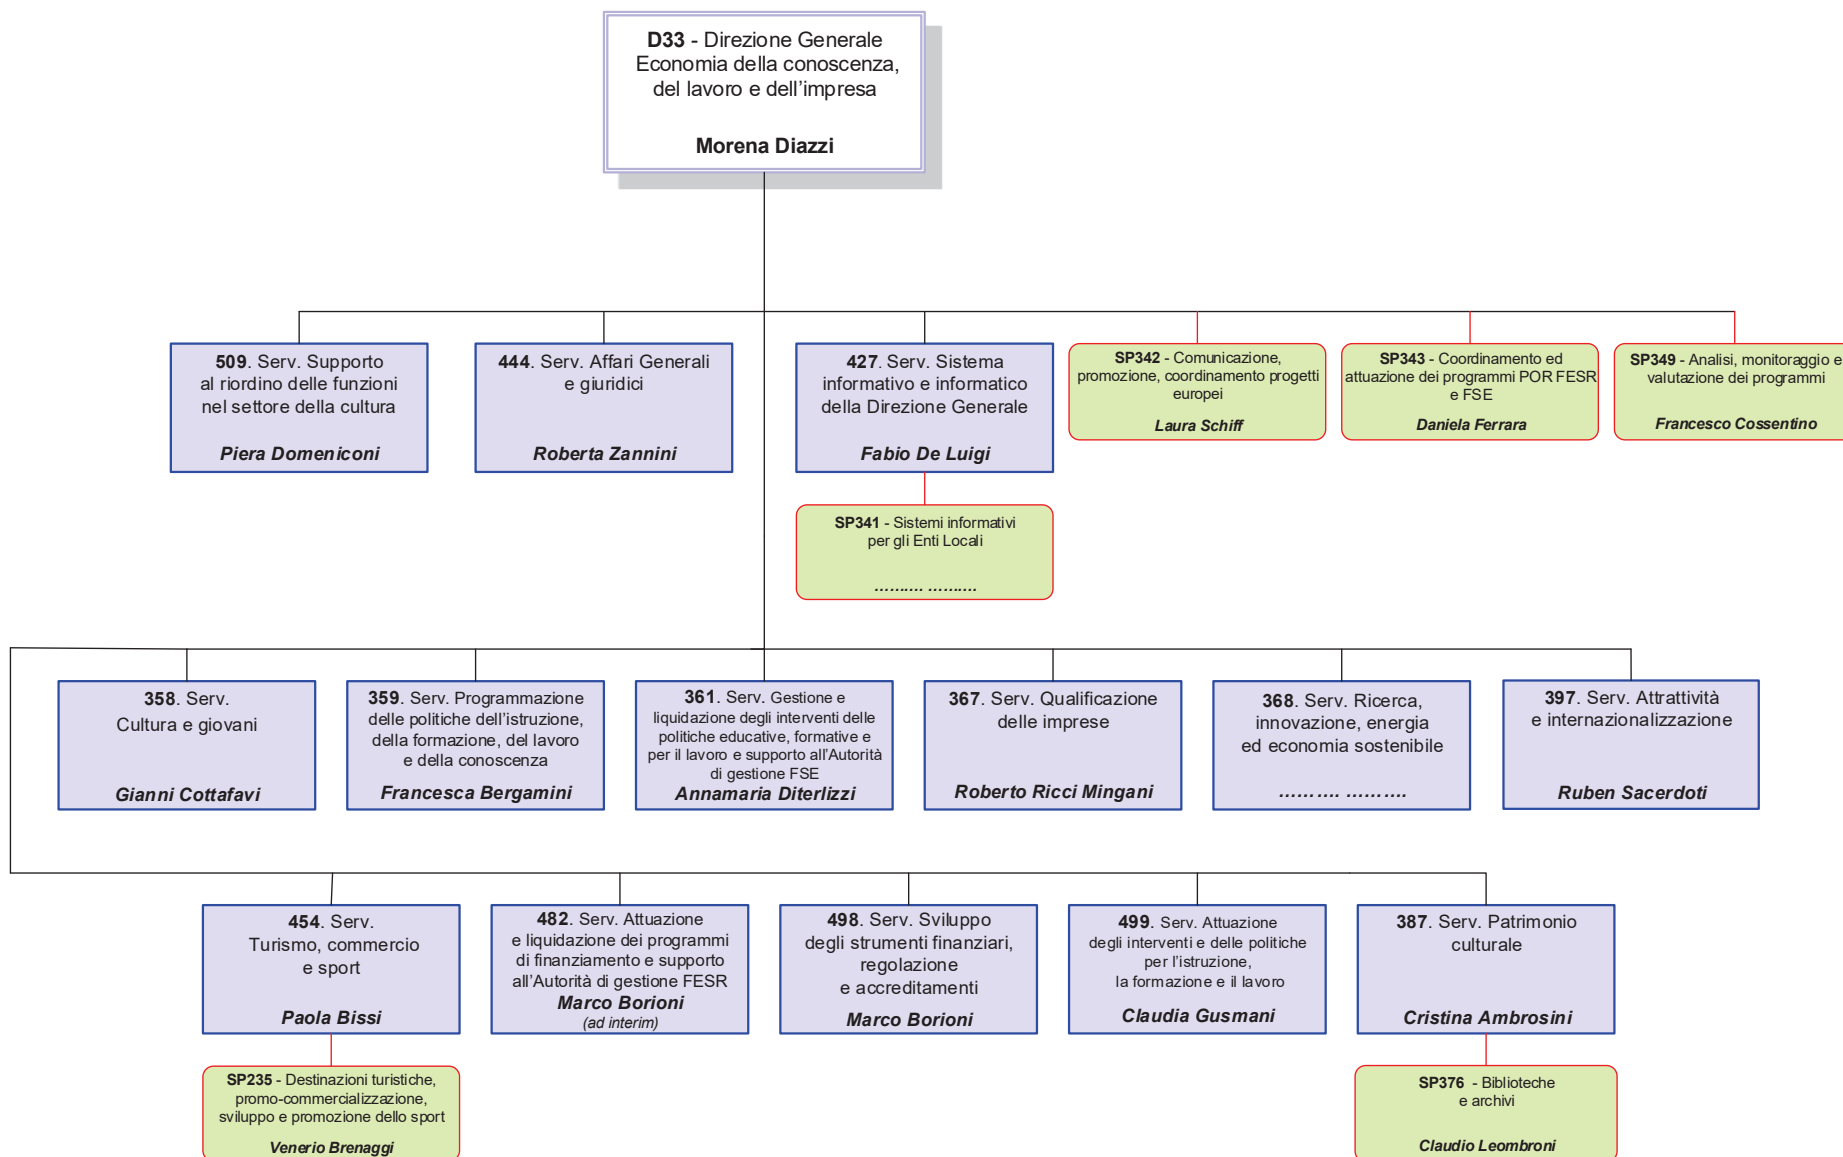 D33 - Direzione Generale
Economia della conoscenza,
del lavoro e dell'impresa
Morena Diazzi
509. Serv. Supporto
al riordino delle funzioni
nel settore della cultura
Piera Domeniconi
444. Serv. Affari Generali
e giuridici
Roberta Zannini
427. Serv. Sistema
informativo e informatico
della Direzione Generale
Fabio De Luigi
SP342 - Comunicazione,
promozione, coordinamento progetti
europei
Laura Schiff
SP343 - Coordinamento ed
attuazione dei programmi POR FESR
e FSE
Daniela Ferrara
SP349 - Analisi, monitoraggio e
valutazione dei programmi
Francesco Cossentino
SP341 - Sistemi informativi
per gli Enti Locali
.......... ..........
358. Serv.
Cultura e giovani
Gianni Cottafavi
359. Serv. Programmazione
delle politiche dell'istruzione,
della formazione, del lavoro
e della conoscenza
Francesca Bergamini
361. Serv. Gestione e
liquidazione degli interventi delle
politiche educative, formative e
per il lavoro e supporto all'Autorità
di gestione FSE
Annamaria Diterlizzi
367. Serv. Qualificazione
delle imprese
Roberto Ricci Mingani
368. Serv. Ricerca,
innovazione, energia
ed economia sostenibile
.......... ..........
397. Serv. Attrattività
e internazionalizzazione
Ruben Sacerdoti
454. Serv.
Turismo, commercio
e sport
Paola Bissi
482. Serv. Attuazione
e liquidazione dei programmi
di finanziamento e supporto
all'Autorità di gestione FESR
Marco Borioni
(ad interim)
498. Serv. Sviluppo
degli strumenti finanziari,
regolazione
e accreditamenti
Marco Borioni
499. Serv. Attuazione
degli interventi e delle politiche
per l'istruzione,
la formazione e il lavoro
Claudia Gusmani
387. Serv. Patrimonio
culturale
Cristina Ambrosini
SP235 - Destinazioni turistiche,
promo-commercializzazione,
sviluppo e promozione dello sport
Venerio Brenaggi
SP376 - Biblioteche
e archivi
Claudio Leombroni